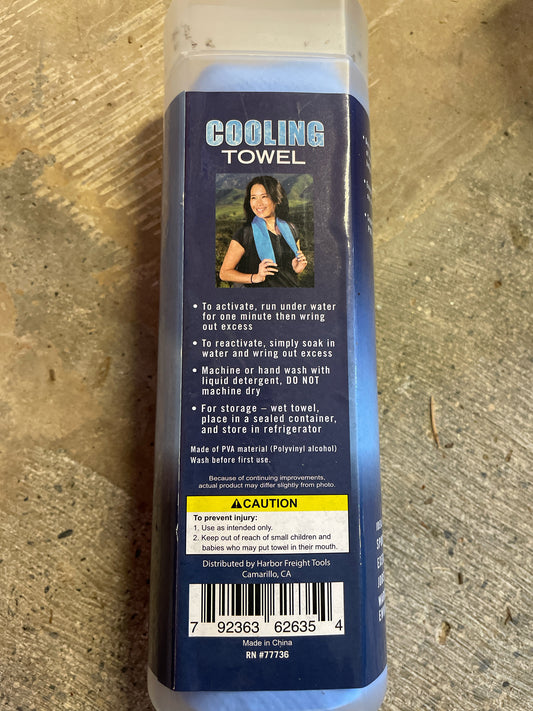 COOLING
TOWEL
• To activate, run under water
for one minute then wring
out excess
• To reactivate, simply soak in
water and wring out excess
• Machine or hand wash with
liquid detergent, DO NOT
machine dry
• For storage – wet towel,
place in a sealed container,
and store in refrigerator
Made of PVA material (Polyvinyl alcohol)
Wash before first use.
Because of continuing improvements,
actual product may differ slightly from photo.
CAUTION
To prevent injury:
1. Use as intended only.
2. Keep out of reach of small children and
babies who may put towel in their mouth.
Distributed by Harbor Freight Tools
Camarillo, CA
7 92363 62635 4
Made in China
RN #77736